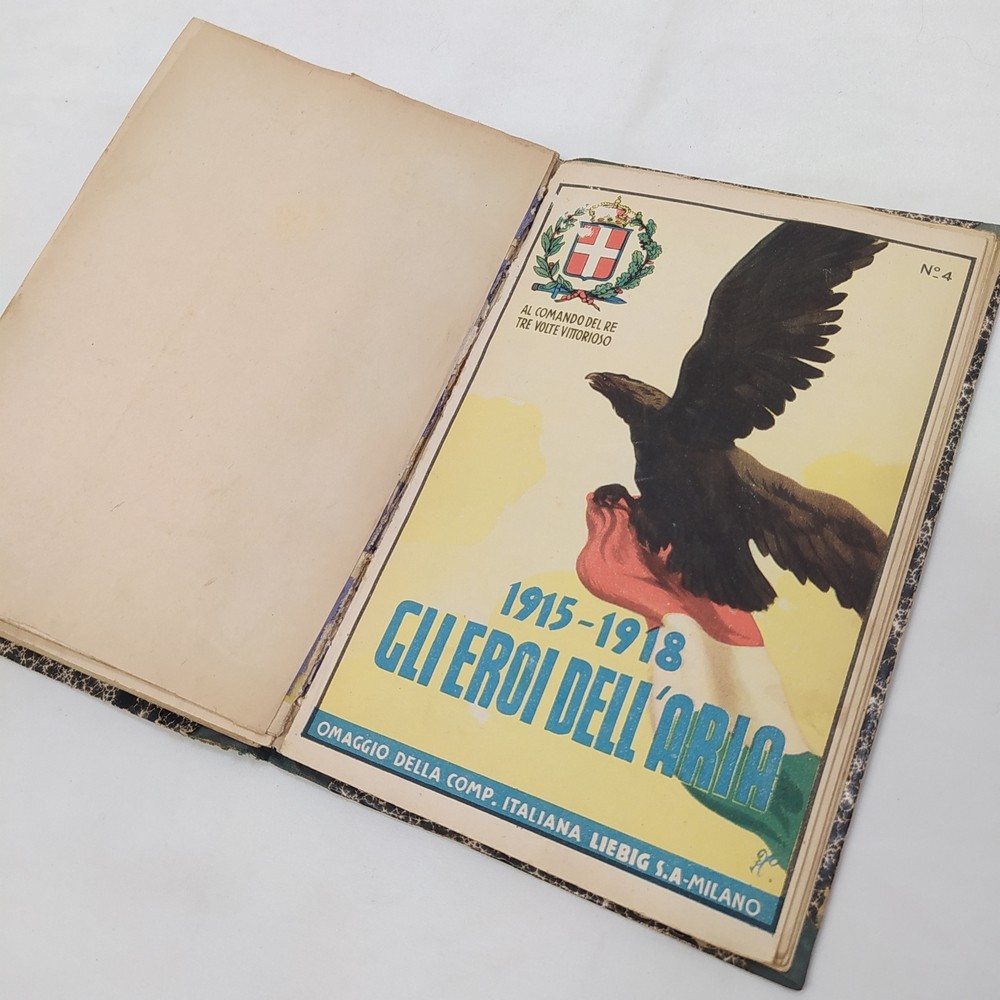 AL COMANDO DEL RE
TRE VOLTE VITTORIOSO
Nº4
1915-1918
GLI EROI DELL'ARIA
OMAGGIO DELLA COMP. ITALIANA LIEBIG S.A-MILANO